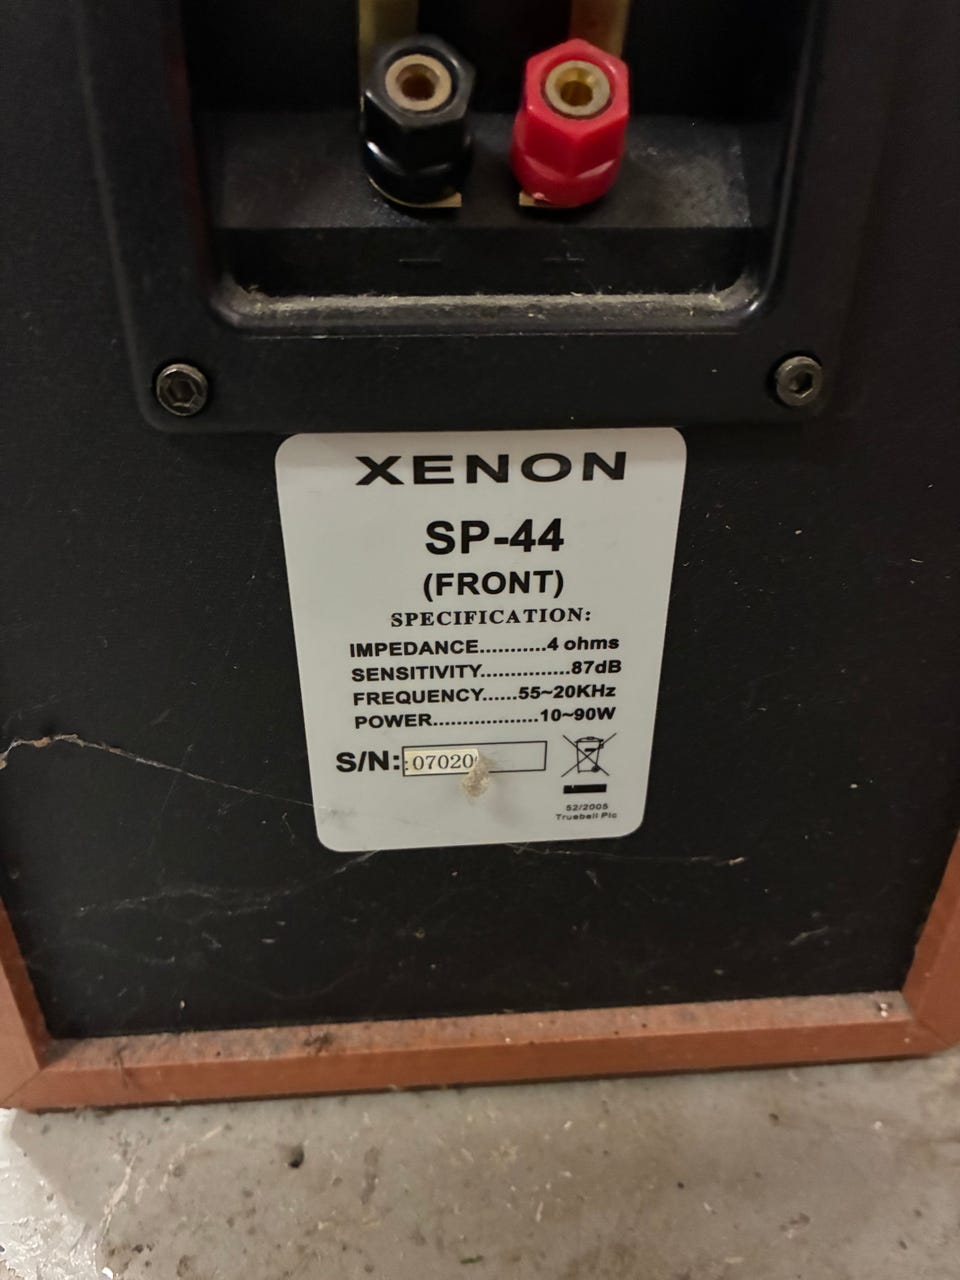 XENON
SP-44
(FRONT)
SPECIFICATION:
IMPEDANCE...........4 ohms
SENSITIVITY...............87dB
FREQUENCY......55~20KHz
POWER..................10~90W
S/N: 07020
52/2005
Truebell Plc